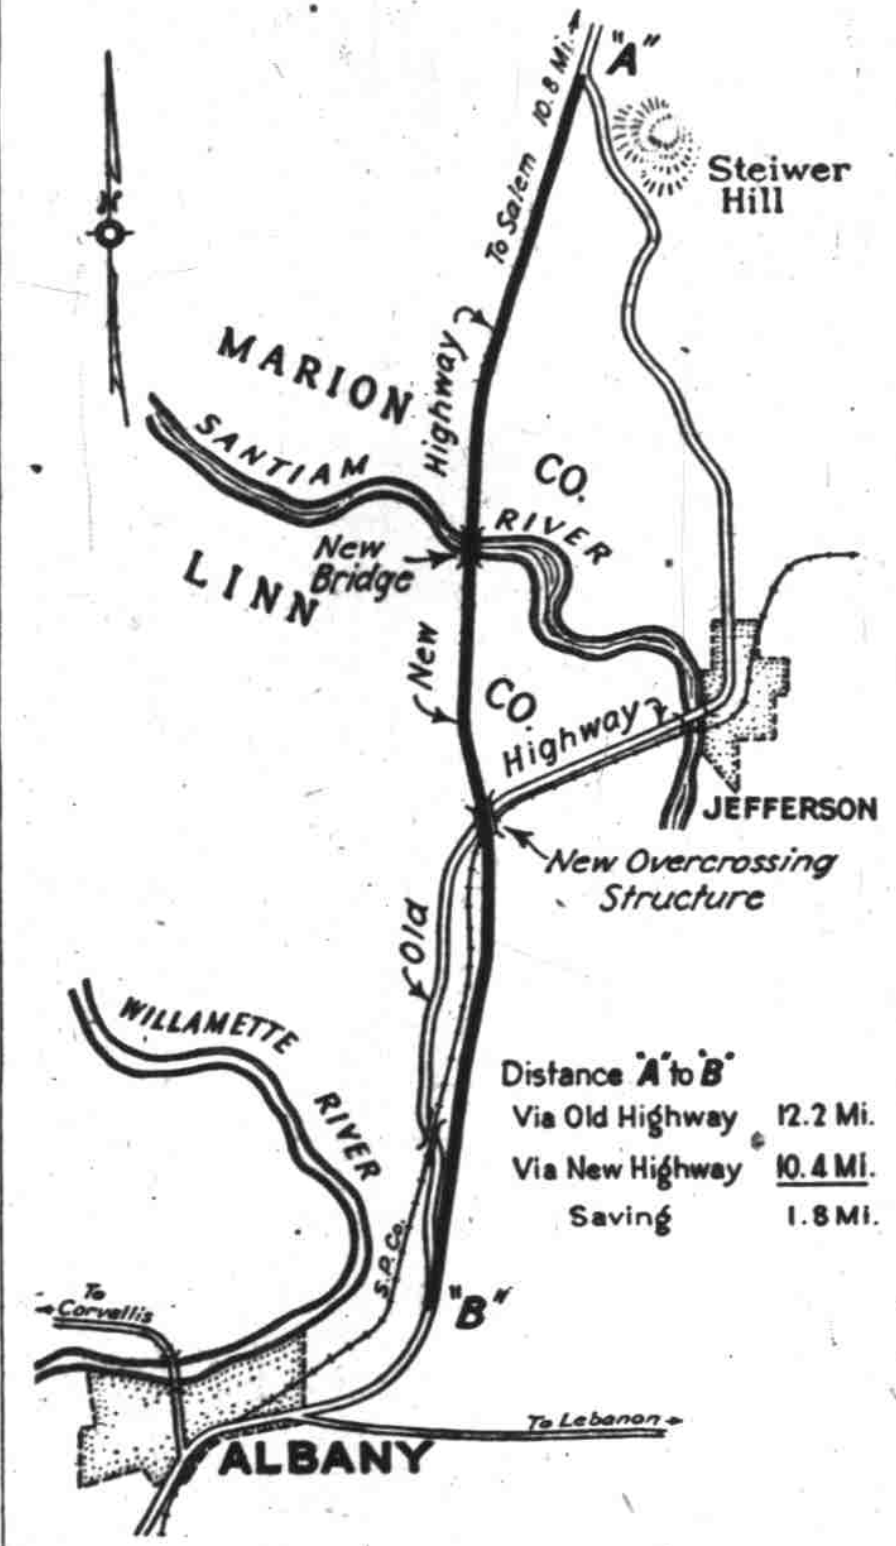 "A"
To Salem 10.8 Mi.
Steiwer
Hill
N
Highway
MARION
CO.
SANTIAM
RIVER
New
Bridge
LINN
CO.
New
Highway
JEFFERSON
New Overcrossing
Structure
Old
WILLAMETTE
RIVER
Distance "A" to "B"
Via Old Highway 12.2 Mi.
Via New Highway 10.4 Mi.
Saving 1.8 Mi.
S.P. Co.
"B"
To
Corvallis
To Lebanon
ALBANY